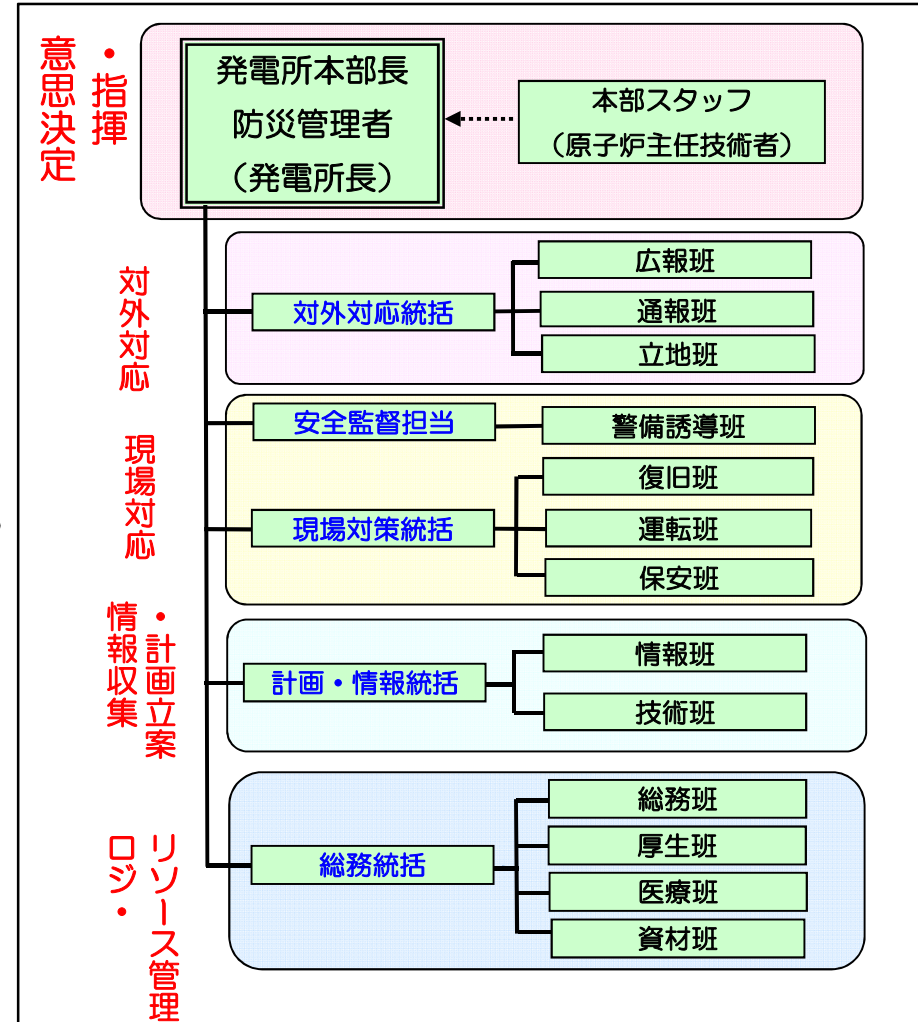 意思決定
・指揮
発電所本部長
防災管理者
（発電所長）
本部スタッフ
（原子炉主任技術者）
対外対応
対外対応統括
広報班
通報班
立地班
現場対応
安全監督担当
警備誘導班
現場対策統括
復旧班
運転班
保安班
情報収集
・計画立案
計画・情報統括
情報班
技術班
ロジ・
リソース管理
総務統括
総務班
厚生班
医療班
資材班